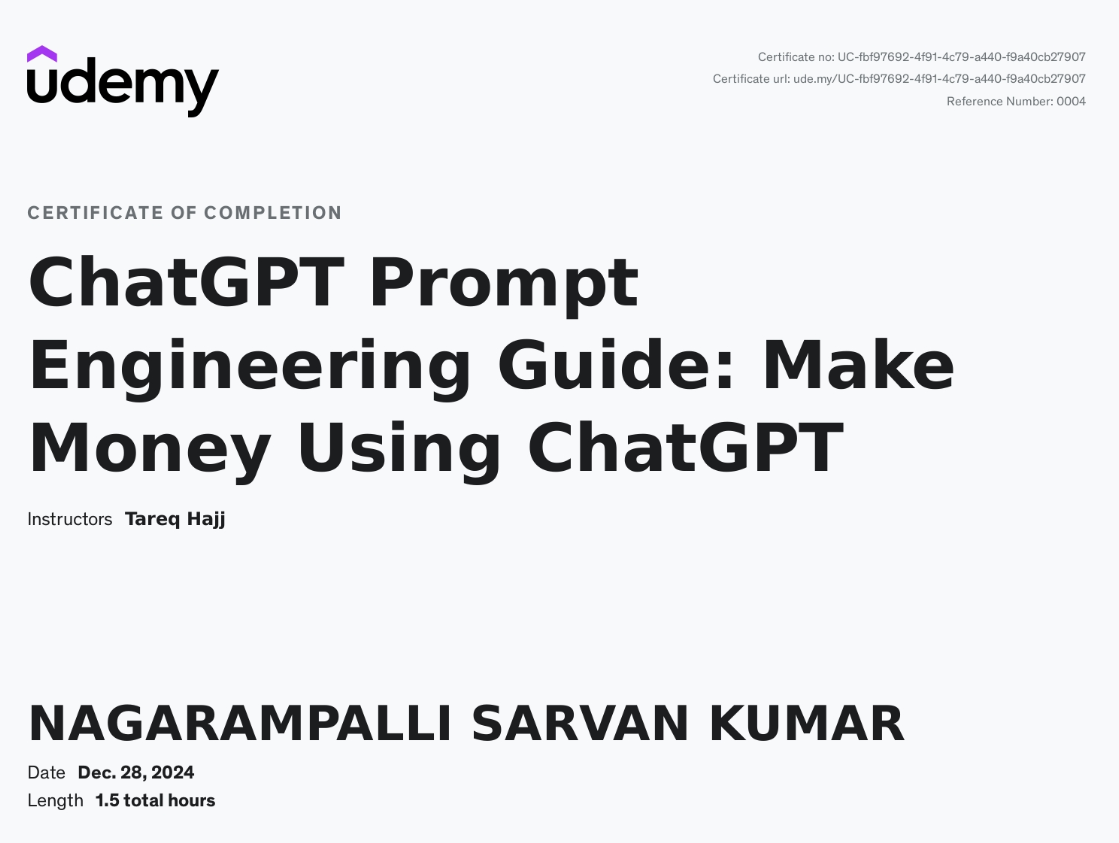 udemy
Certificate no: UC-fbf97692-4f91-4c79-a440-f9a40cb27907
Certificate url: ude.my/UC-fbf97692-4f91-4c79-a440-f9a40cb27907
Reference Number: 0004
CERTIFICATE OF COMPLETION
ChatGPT Prompt
Engineering Guide: Make
Money Using ChatGPT
Instructors Tareq Hajj
NAGARAMPALLI SARVAN KUMAR
Date Dec. 28, 2024
Length 1.5 total hours